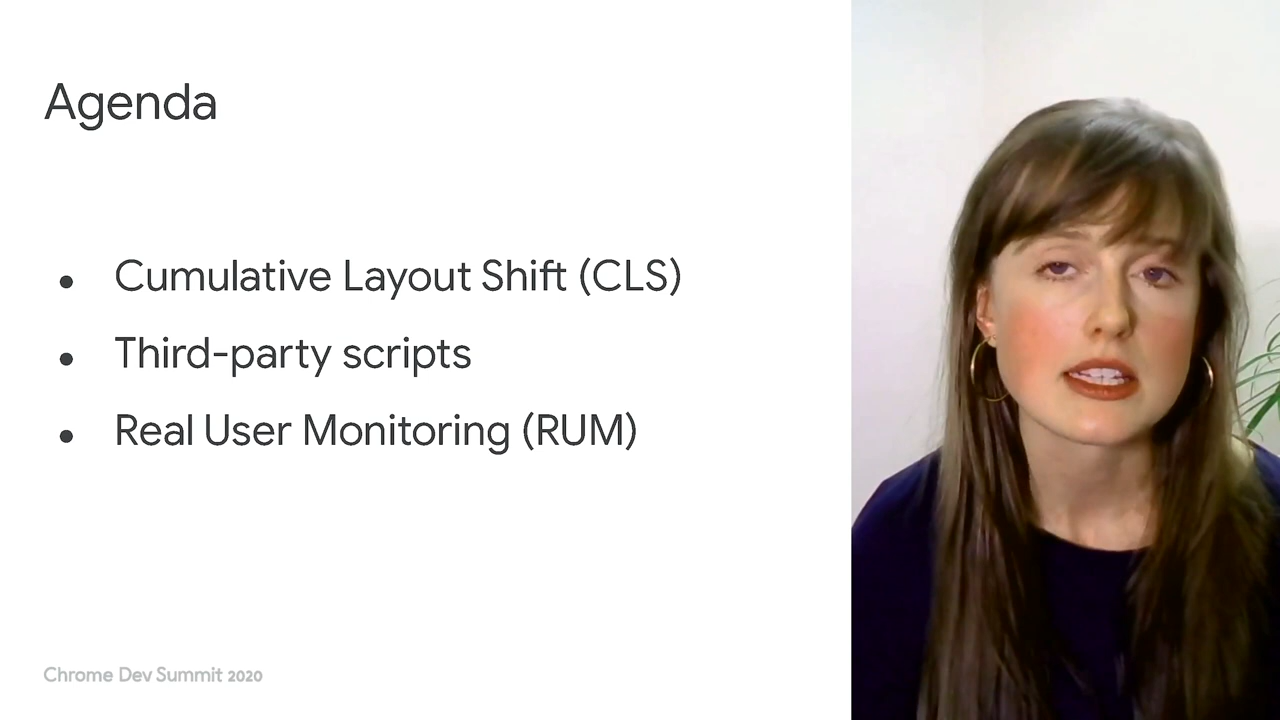 Agenda
• Cumulative Layout Shift (CLS)
• Third-party scripts
• Real User Monitoring (RUM)
Chrome Dev Summit 2020